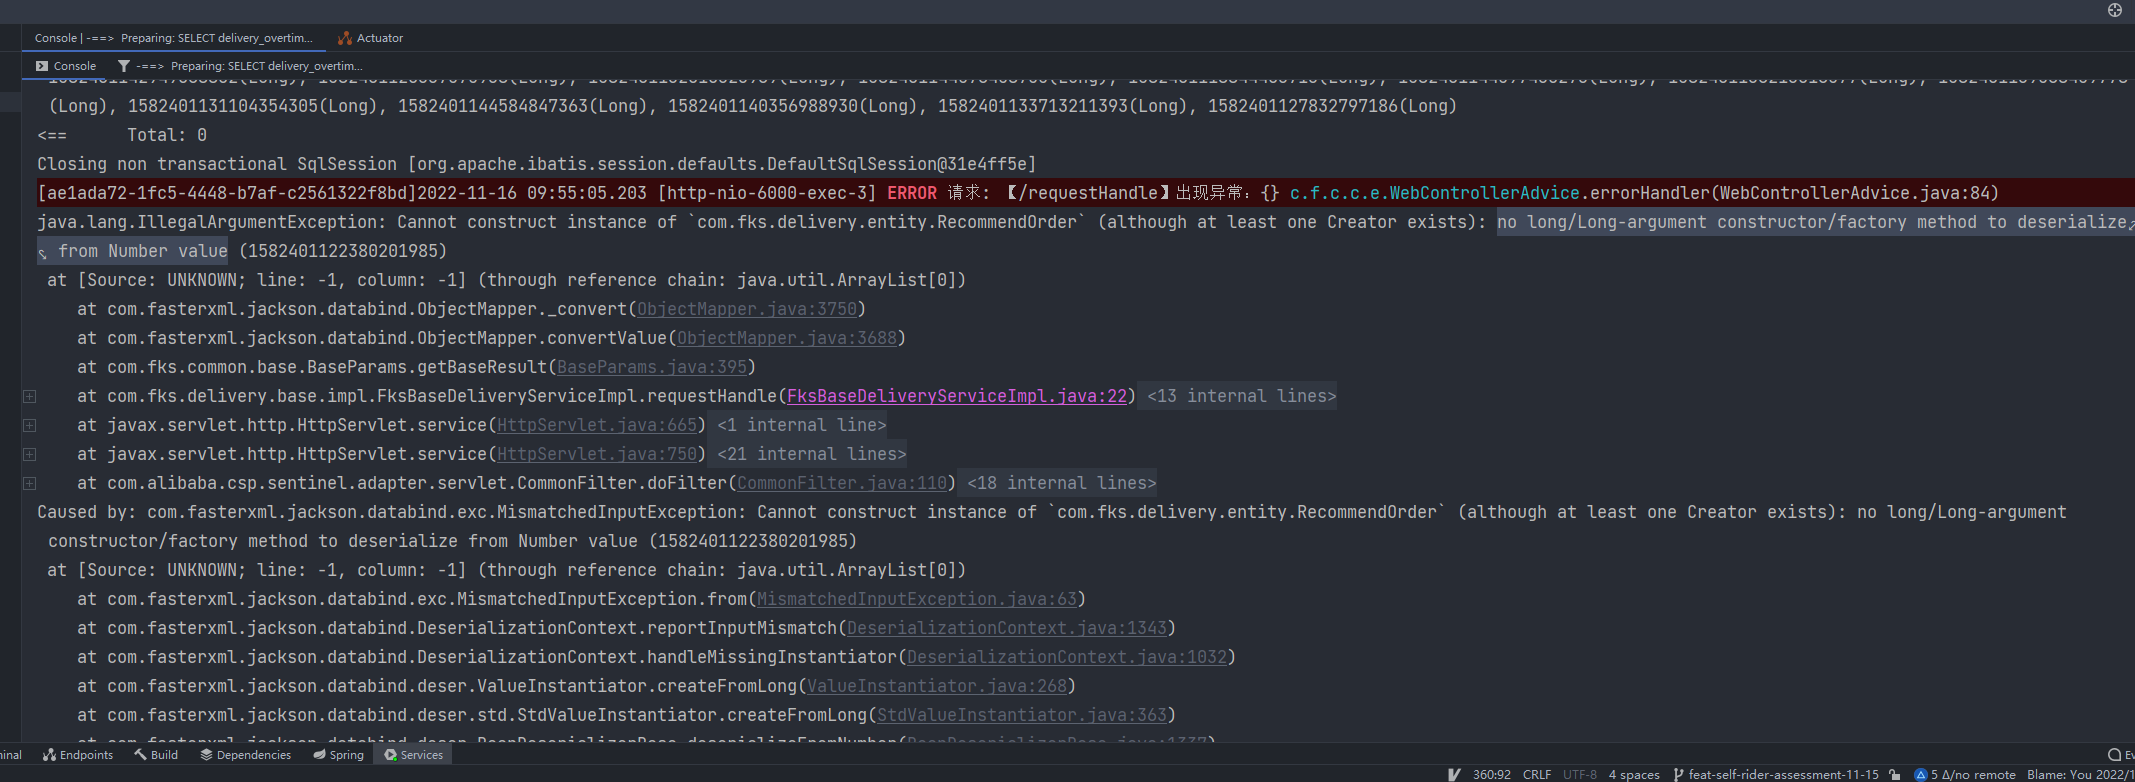 Console | -==> Preparing: SELECT delivery_overtim... Actuator
Console -==> Preparing: SELECT delivery_overtim...
(Long), 1582401131104354305(Long), 1582401144584847363(Long), 1582401140356988930(Long), 1582401133713211393(Long), 1582401127832797186(Long)
<== Total: 0
Closing non transactional SqlSession [org.apache.ibatis.session.defaults.DefaultSqlSession@31e4ff5e]
[ae1ada72-1fc5-4448-b7af-c2561322f8bd]2022-11-16 09:55:05.203 [http-nio-6000-exec-3] ERROR 请求: 【/requestHandle】出现异常：{} c.f.c.c.e.WebControllerAdvice.errorHandler(WebControllerAdvice.java:84)
java.lang.IllegalArgumentException: Cannot construct instance of `com.fks.delivery.entity.RecommendOrder` (although at least one Creator exists): no long/Long-argument constructor/factory method to deserialize
from Number value (1582401122380201985)
at [Source: UNKNOWN; line: -1, column: -1] (through reference chain: java.util.ArrayList[0])
at com.fasterxml.jackson.databind.ObjectMapper._convert(ObjectMapper.java:3750)
at com.fasterxml.jackson.databind.ObjectMapper.convertValue(ObjectMapper.java:3688)
at com.fks.common.base.BaseParams.getBaseResult(BaseParams.java:395)
at com.fks.delivery.base.impl.FksBaseDeliveryServiceImpl.requestHandle(FksBaseDeliveryServiceImpl.java:22) <13 internal lines>
at javax.servlet.http.HttpServlet.service(HttpServlet.java:665) <1 internal line>
at javax.servlet.http.HttpServlet.service(HttpServlet.java:750) <21 internal lines>
at com.alibaba.csp.sentinel.adapter.servlet.CommonFilter.doFilter(CommonFilter.java:110) <18 internal lines>
Caused by: com.fasterxml.jackson.databind.exc.MismatchedInputException: Cannot construct instance of `com.fks.delivery.entity.RecommendOrder` (although at least one Creator exists): no long/Long-argument
constructor/factory method to deserialize from Number value (1582401122380201985)
at [Source: UNKNOWN; line: -1, column: -1] (through reference chain: java.util.ArrayList[0])
at com.fasterxml.jackson.databind.exc.MismatchedInputException.from(MismatchedInputException.java:63)
at com.fasterxml.jackson.databind.DeserializationContext.reportInputMismatch(DeserializationContext.java:1343)
at com.fasterxml.jackson.databind.DeserializationContext.handleMissingInstantiator(DeserializationContext.java:1032)
at com.fasterxml.jackson.databind.deser.ValueInstantiator.createFromLong(ValueInstantiator.java:268)
at com.fasterxml.jackson.databind.deser.std.StdValueInstantiator.createFromLong(StdValueInstantiator.java:363)
minal Endpoints Build Dependencies Spring Services Ev
360:92 CRLF UTF-8 4 spaces feat-self-rider-assessment-11-15 5 Δ/no remote Blame: You 2022/1